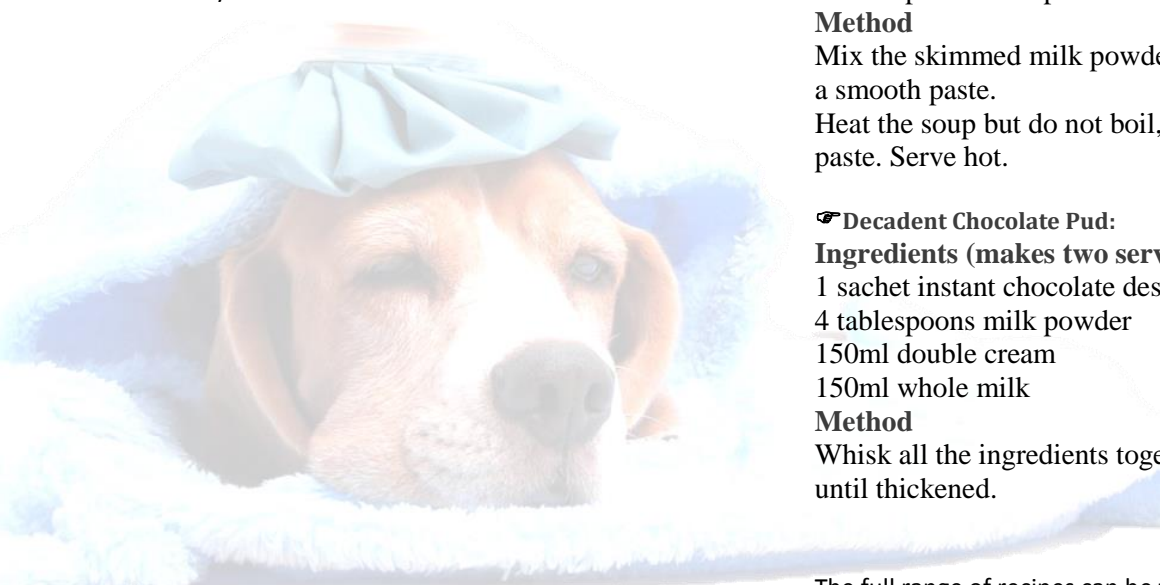 Method
Mix the skimmed milk powde
a smooth paste.
Heat the soup but do not boil,
paste. Serve hot.
☞Decadent Chocolate Pud:
Ingredients (makes two serv
1 sachet instant chocolate des
4 tablespoons milk powder
150ml double cream
150ml whole milk
Method
Whisk all the ingredients toge
until thickened.
The full range of recipes can be